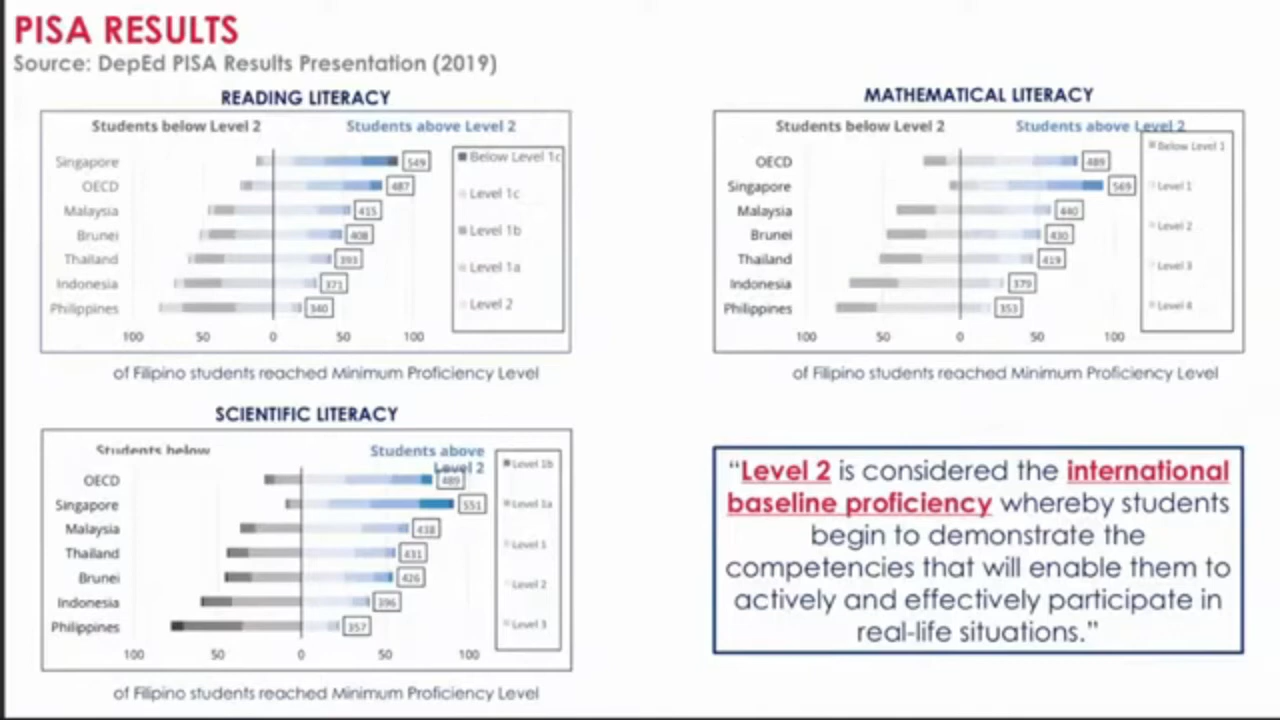 PISA RESULTS
Source: DepEd PISA Results Presentation (2019)
READING LITERACY
Students below Level 2
Students above Level 2
Singapore
549
OECD
487
Malaysia
415
Brunei
408
Thailand
393
Indonesia
371
Philippines
340
100 50 0 50 100
Below Level 1c
Level 1c
Level 1b
Level 1a
Level 2
of Filipino students reached Minimum Proficiency Level
MATHEMATICAL LITERACY
Students below Level 2
Students above Level 2
OECD
489
Singapore
569
Malaysia
440
Brunei
430
Thailand
419
Indonesia
379
Philippines
353
100 50 0 50 100
Below Level 1
Level 1
Level 2
Level 3
Level 4
of Filipino students reached Minimum Proficiency Level
SCIENTIFIC LITERACY
Students below
Students above
Level 2
OECD
489
Singapore
551
Malaysia
438
Thailand
431
Brunei
426
Indonesia
396
Philippines
357
100 50 0 50 100
Level 1b
Level 1a
Level 1
Level 2
Level 3
of Filipino students reached Minimum Proficiency Level
“Level 2 is considered the international
baseline proficiency whereby students
begin to demonstrate the
competencies that will enable them to
actively and effectively participate in
real-life situations.”